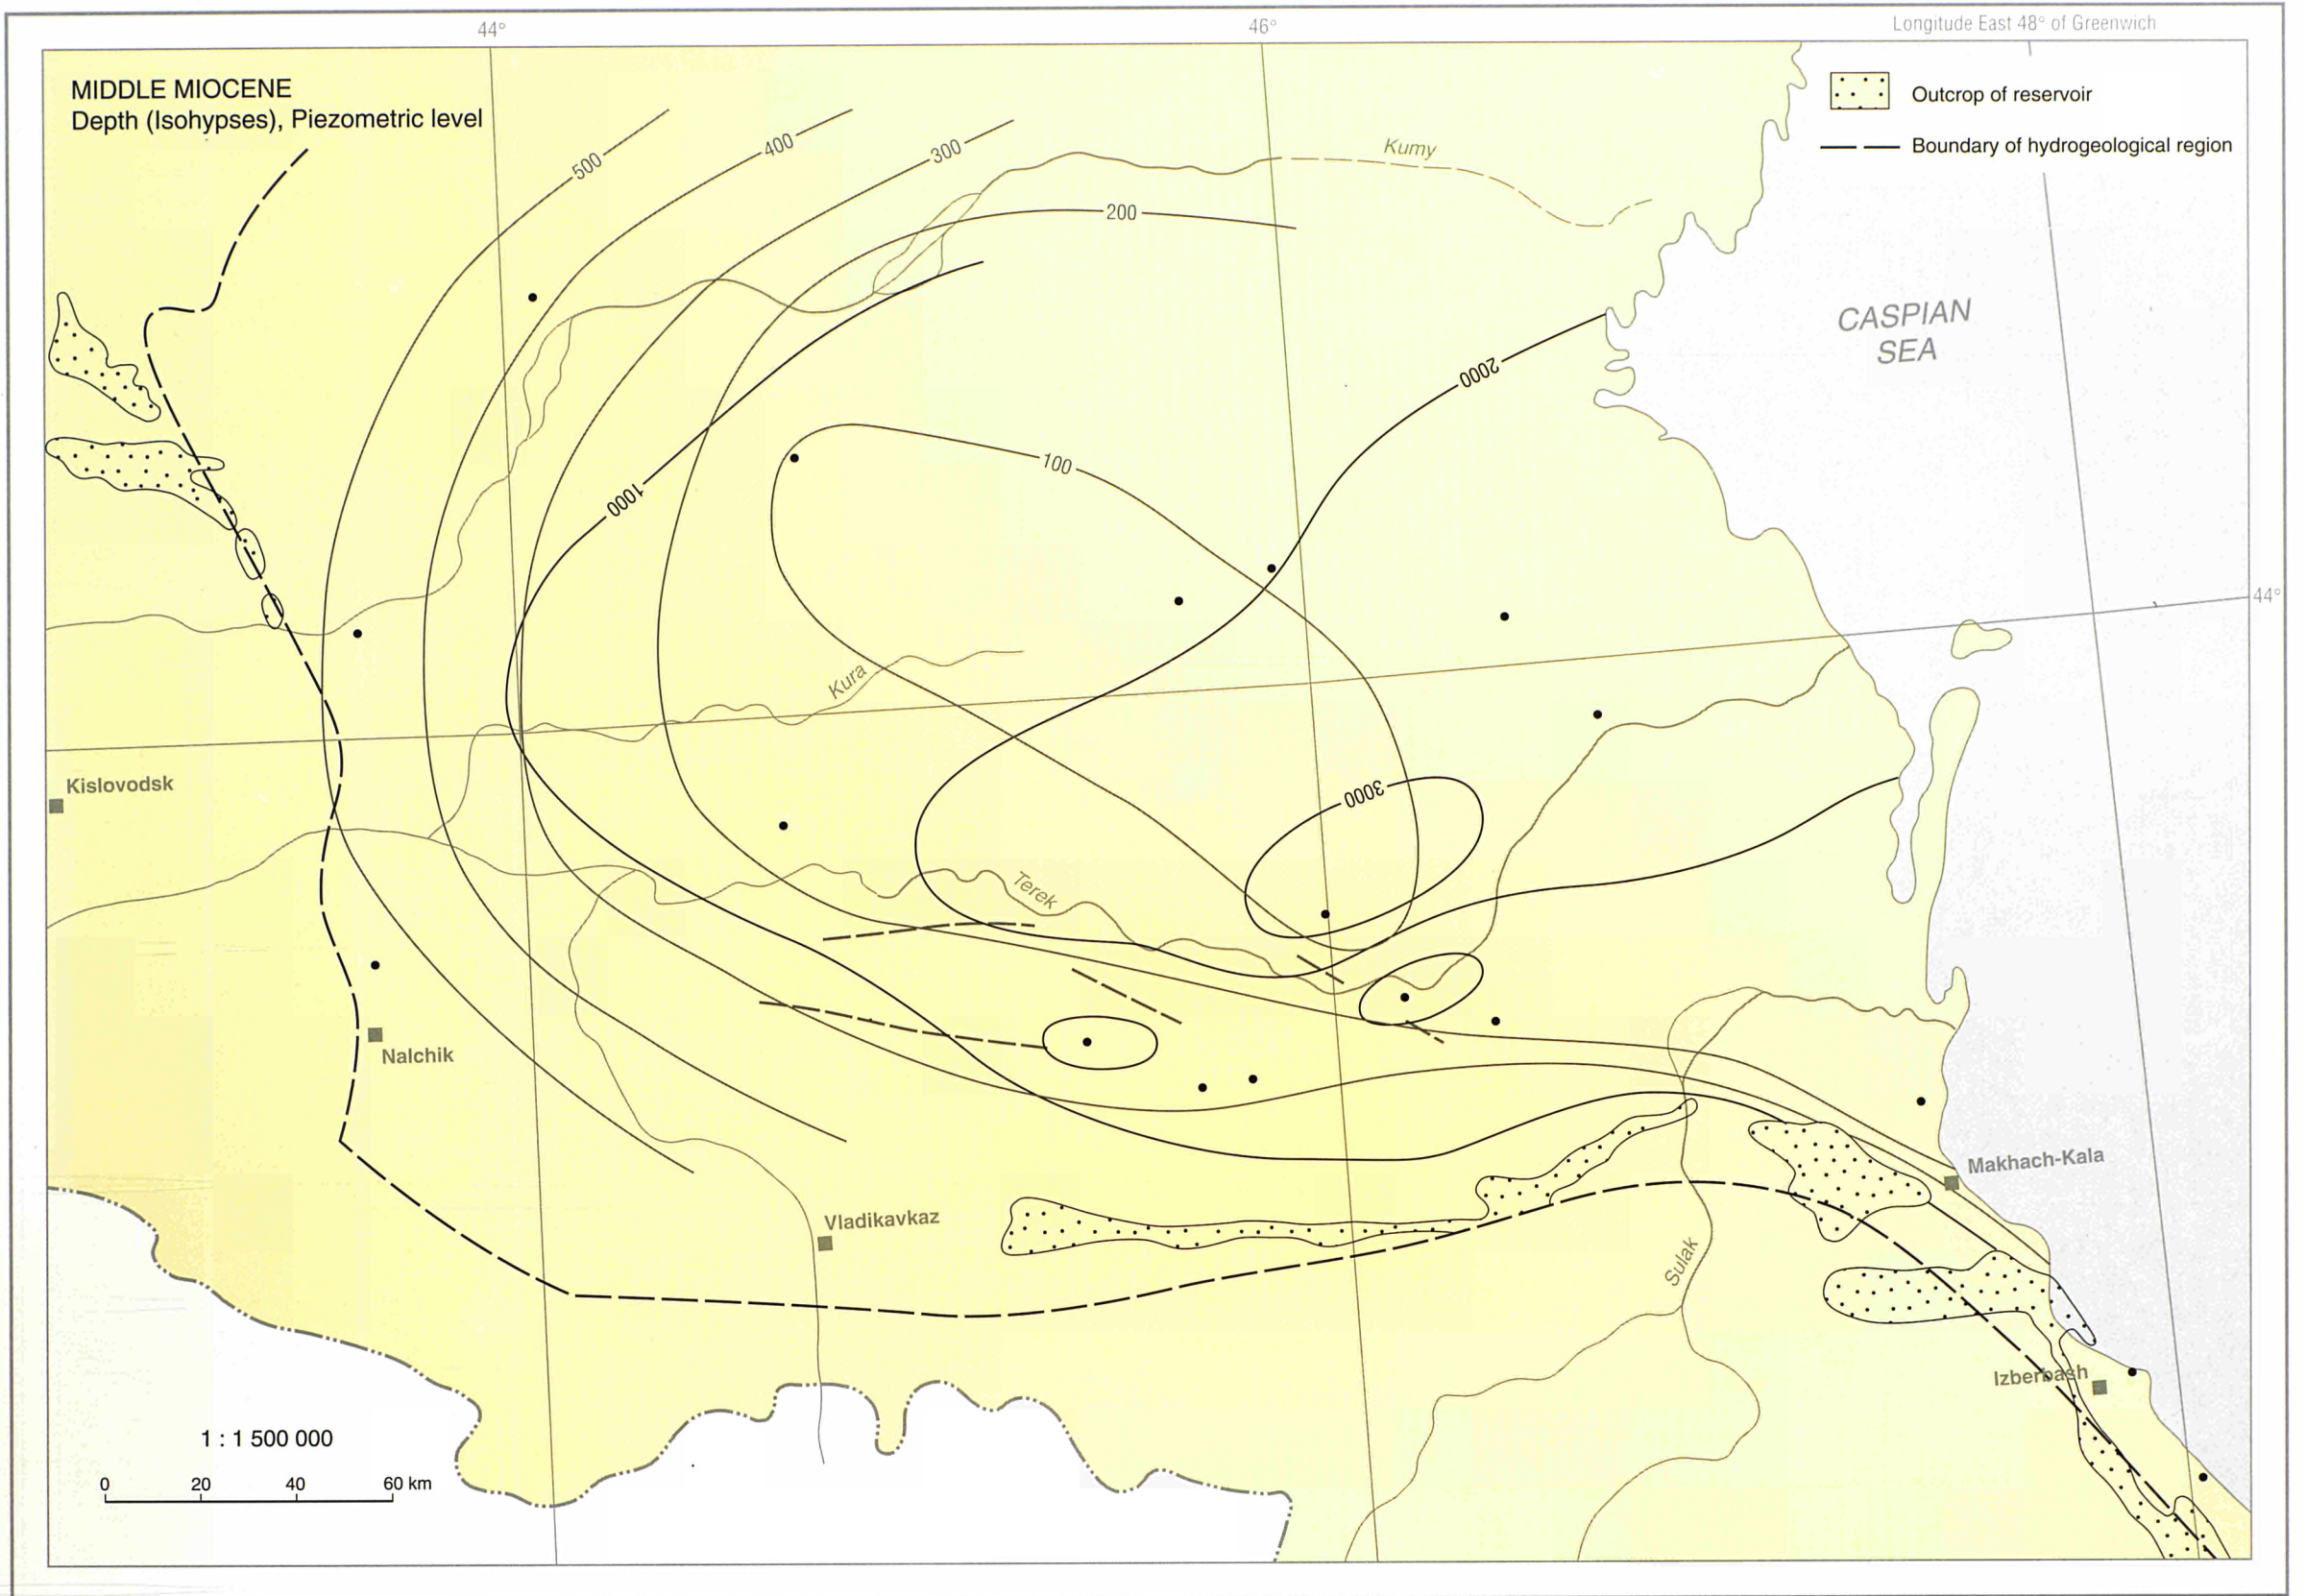 44°
46°
Longitude East 48° of Greenwich
MIDDLE MIOCENE
Depth (Isohypses), Piezometric level
Outcrop of reservoir
Boundary of hydrogeological region
500
400
300
Kumy
200
CASPIAN
SEA
2000
100
1000
44°
Kura
Kislovodsk
3000
Terek
Nalchik
Makhach-Kala
Vladikavkaz
Sulak
Izberbash
1 : 1 500 000
0 20 40 60 km